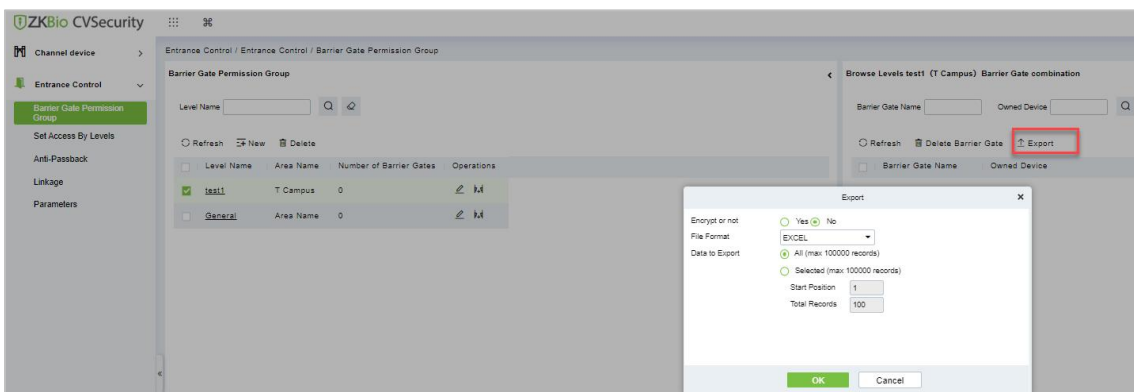 ZKBio CVSecurity
Channel device
Entrance Control
Barrier Gate Permission
Group
Set Access By Levels
Anti-Passback
Linkage
Parameters
Entrance Control / Entrance Control / Barrier Gate Permission Group
Barrier Gate Permission Group
Level Name
Refresh New Delete
Level Name Area Name Number of Barrier Gates Operations
test1 T Campus 0
General Area Name 0
Browse Levels test1 (T Campus) Barrier Gate combination
Barrier Gate Name Owned Device
Refresh Delete Barrier Gate Export
Barrier Gate Name Owned Device
Export
Encrypt or not Yes No
File Format EXCEL
Data to Export All (max 100000 records)
Selected (max 100000 records)
Start Position 1
Total Records 100
OK Cancel